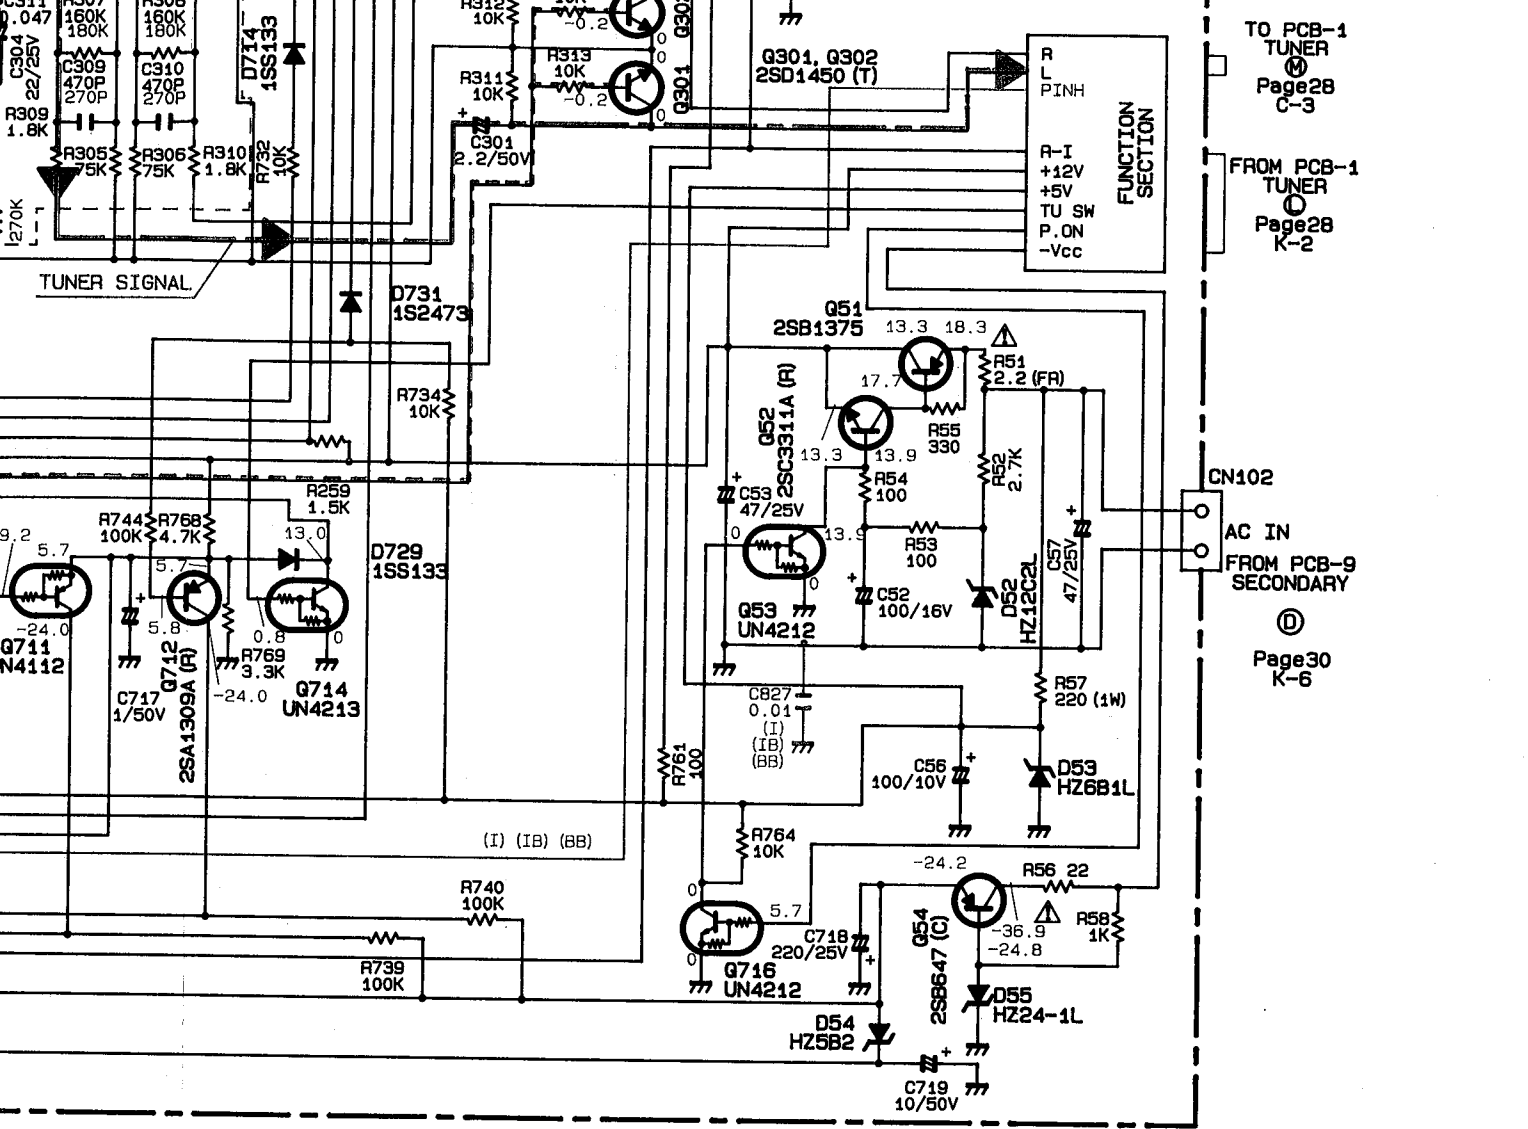 0.047
R307
160K
180K
R308
160K
180K
C304
22/25V
C309
470P
270P
C310
470P
270P
R309
1.8K
R305
75K
R306
75K
R310
1.8K
D714
1SS133
R732
10K
270K
TUNER SIGNAL
R312
10K
-0.2
0
R311
10K
R313
10K
-0.2
0
0
Q301
C301
2.2/50V
Q301, Q302
2SD1450 (T)
R
L
PINH
A-I
+12V
+5V
TU SW
P.ON
-Vcc
FUNCTION
SECTION
TO PCB-1
TUNER
M
Page28
C-3
FROM PCB-1
TUNER
L
Page28
K-2
D731
1S2473
R734
10K
R259
1.5K
Q51
2SB1375
13.3
18.3
17.7
R51
2.2 (FR)
Q52
2SC3311A (R)
R55
330
13.3
13.9
R54
100
R52
2.7K
C53
47/25V
0
13.9
0
R53
100
C52
100/16V
Q53
UN4212
D52
HZ12C2L
C57
47/25V
CN102
AC IN
FROM PCB-9
SECONDARY
D
Page30
K-6
9.2
5.7
-24.0
Q711
N4112
R744
100K
R768
4.7K
13.0
D729
1SS133
5.7
5.8
0.8
0
R769
3.3K
Q712
2SA1309A (R)
-24.0
Q714
UN4213
C717
1/50V
C827
0.01
(I)
(IB)
(BB)
R57
220 (1W)
R761
100
C56
100/10V
D53
HZ6B1L
(I) (IB) (BB)
R764
10K
0
5.7
0
Q716
UN4212
R740
100K
R739
100K
C718
220/25V
-24.2
R56 22
Q54
2SB647 (C)
-36.9
-24.8
R58
1K
D55
HZ24-1L
D54
HZ5B2
C719
10/50V